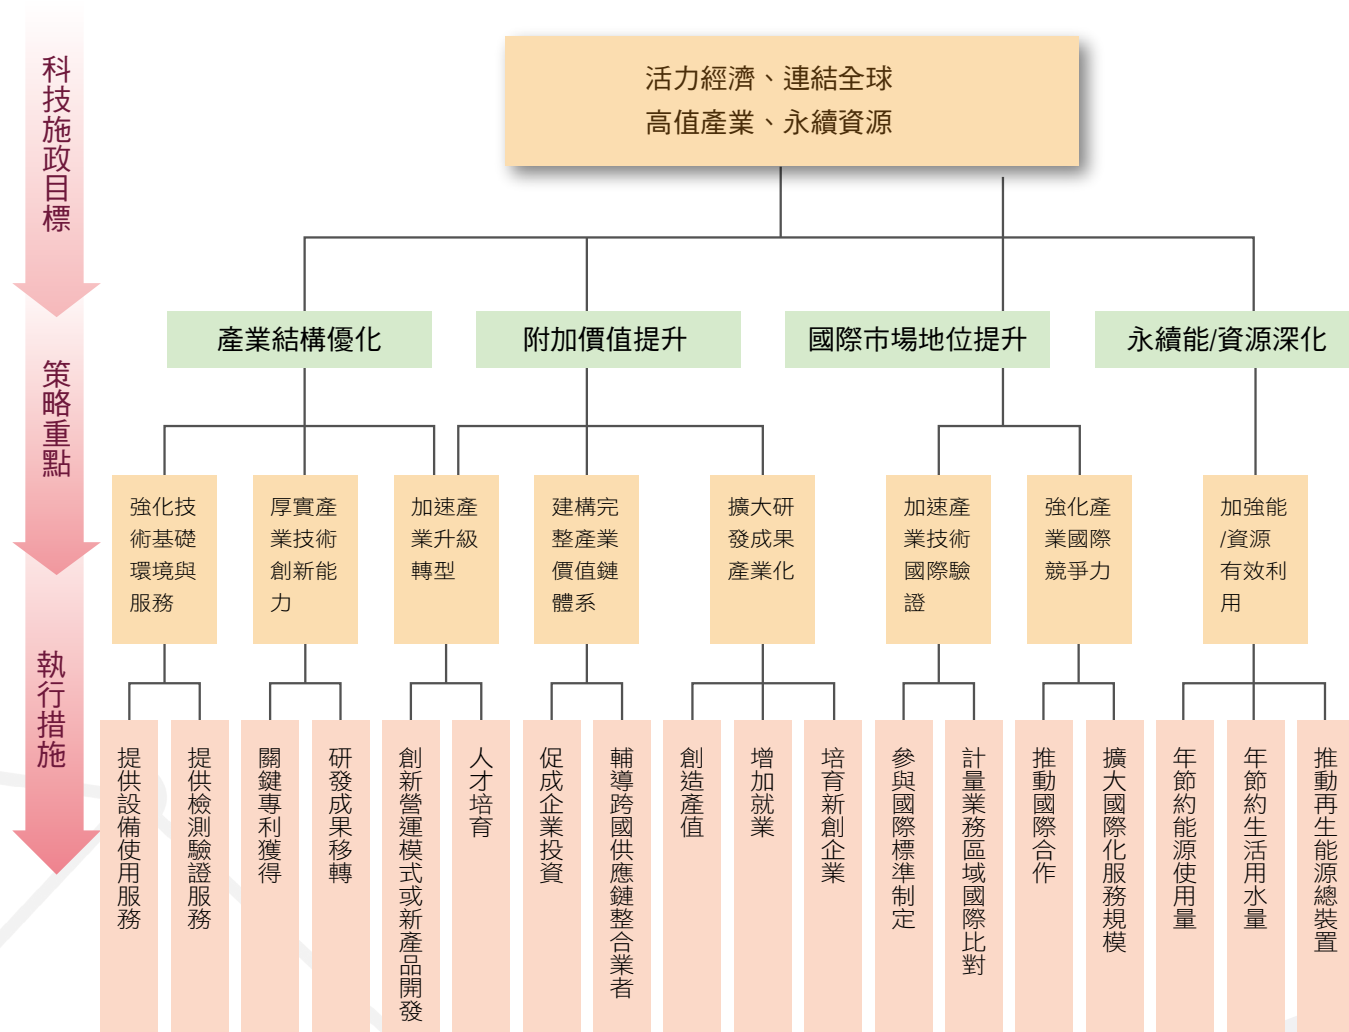 科技施政目標
活力經濟、連結全球
高值產業、永續資源
策略重點
產業結構優化
附加價值提升
國際市場地位提升
永續能/資源深化
強化技
術基礎
環境與
服務
厚實產
業技術
創新能
力
加速產
業升級
轉型
建構完
整產業
價值鏈
體系
擴大研
發成果
產業化
加速產
業技術
國際驗
證
強化產
業國際
競爭力
加強能
/資源
有效利
用
執行措施
提供設備使用服務
提供檢測驗證服務
關鍵專利獲得
研發成果移轉
創新營運模式或新產品開發
人才培育
促成企業投資
輔導跨國供應鏈整合業者
創造產值
增加就業
培育新創企業
參與國際標準制定
計量業務區域國際比對
推動國際合作
擴大國際化服務規模
年節約能源使用量
年節約生活用水量
推動再生能源總裝置